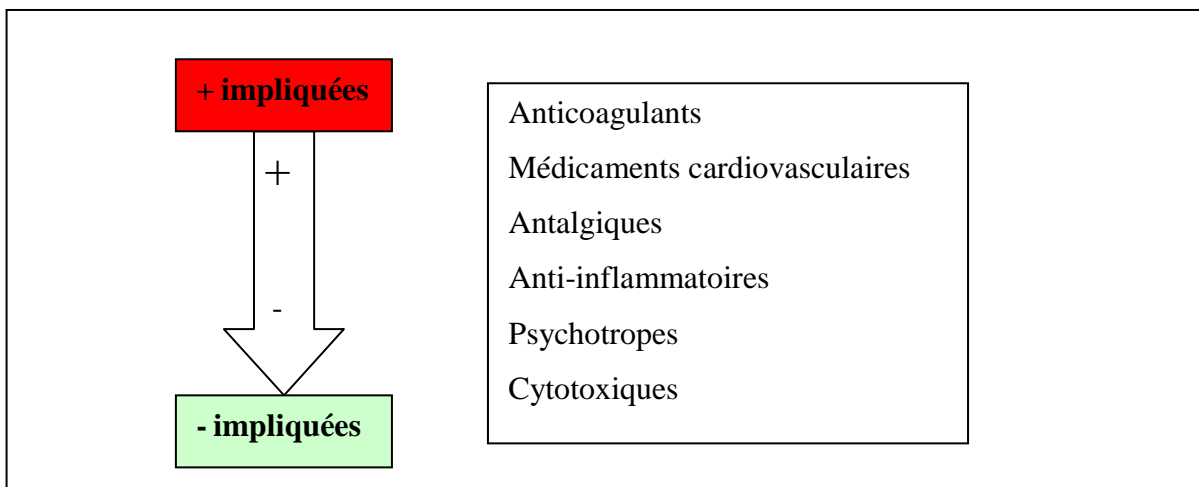 + impliquées
+
-
- impliquées
Anticoagulants
Médicaments cardiovasculaires
Antalgiques
Anti-inflammatoires
Psychotropes
Cytotoxiques